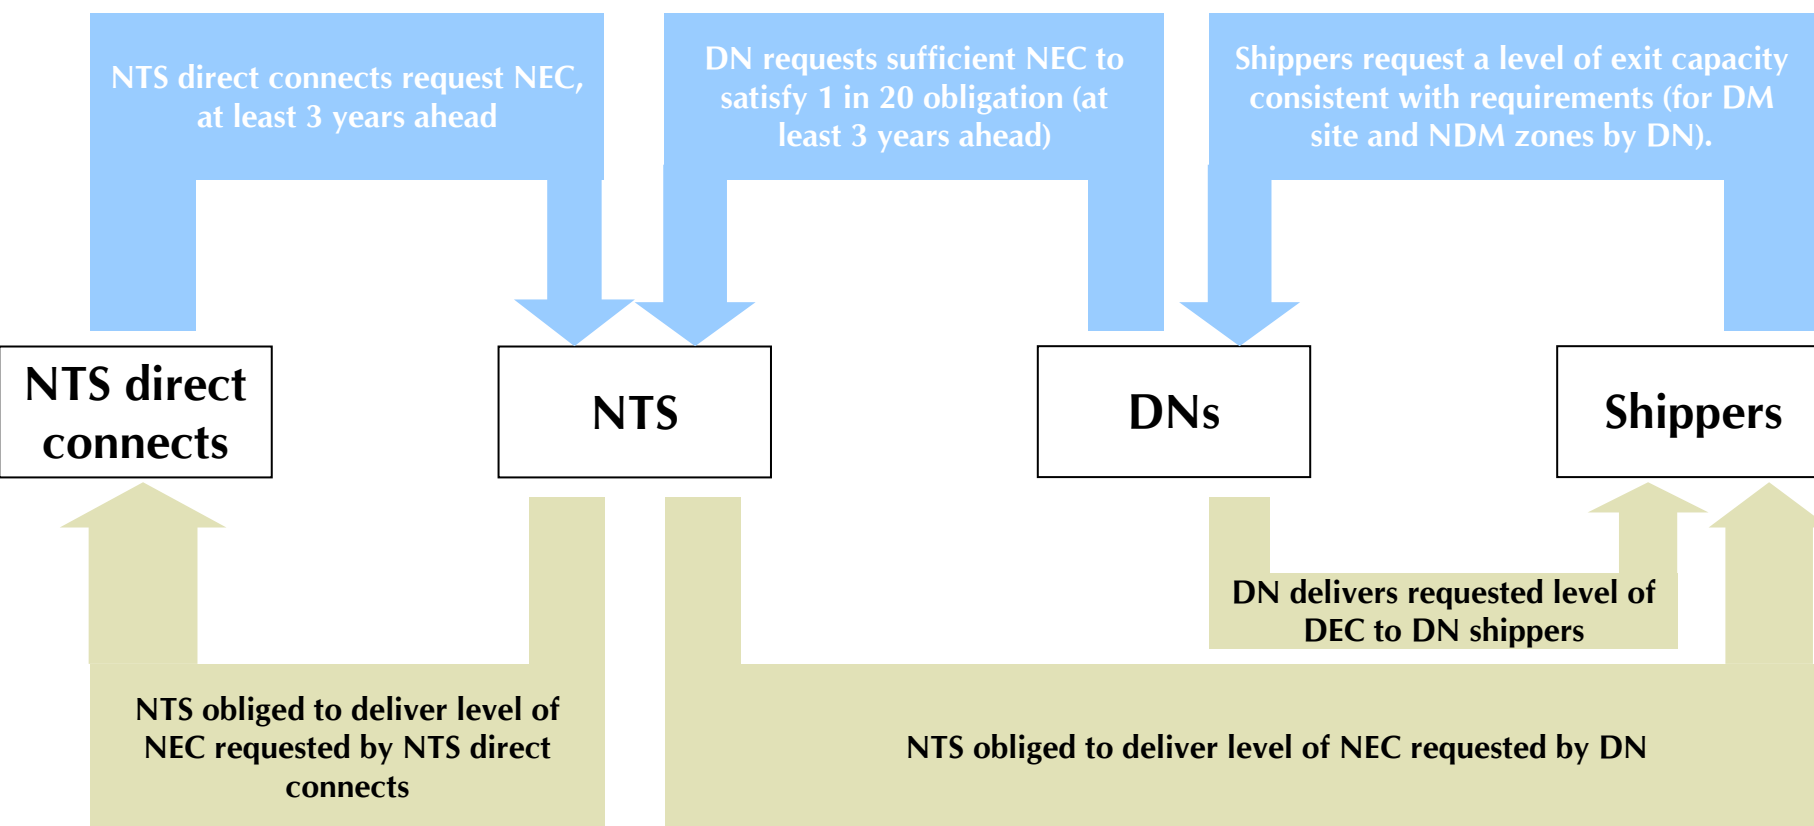 NTS direct connects request NEC,
at least 3 years ahead
DN requests sufficient NEC to
satisfy 1 in 20 obligation (at
least 3 years ahead)
Shippers request a level of exit capacity
consistent with requirements (for DM
site and NDM zones by DN).
NTS direct
connects
NTS
DNs
Shippers
DN delivers requested level of
DEC to DN shippers
NTS obliged to deliver level of
NEC requested by NTS direct
connects
NTS obliged to deliver level of NEC requested by DN